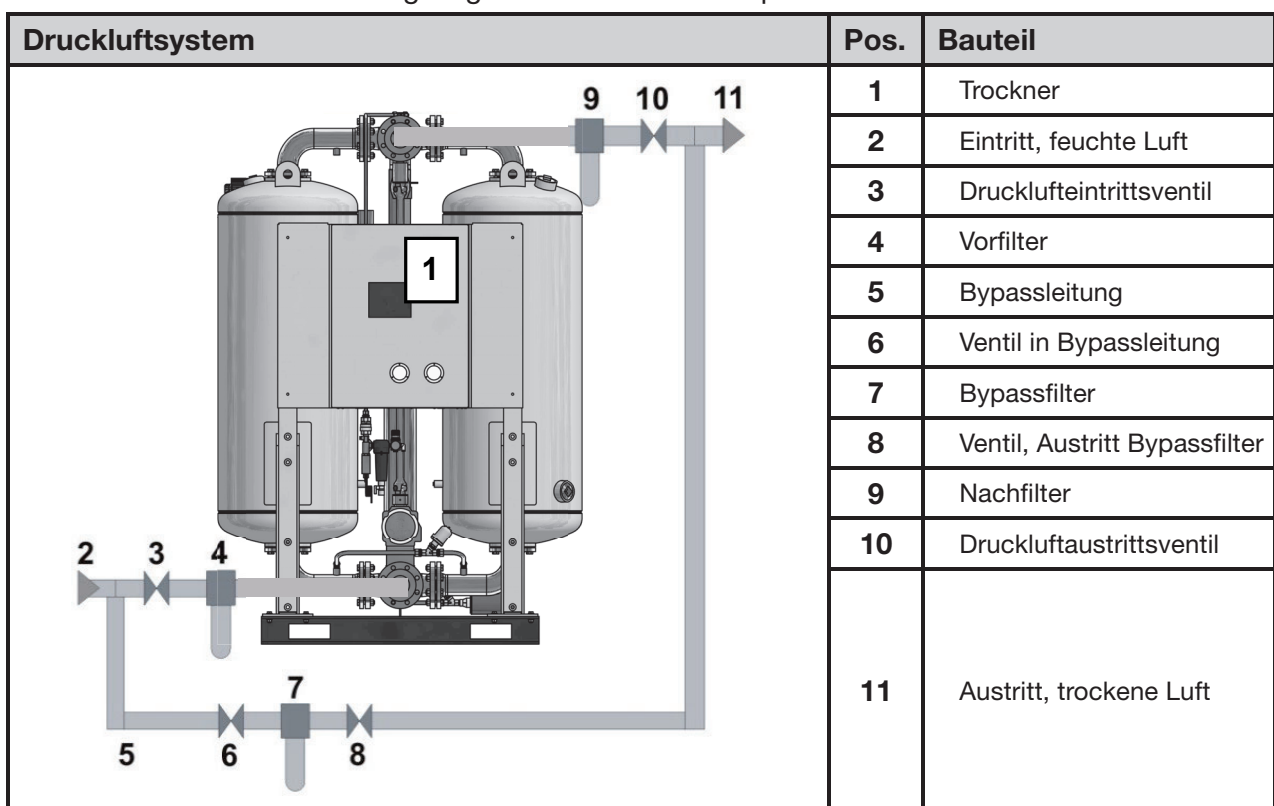 Druckluftsystem Pos. Bauteil
1 Trockner
2 Eintritt, feuchte Luft
3 Drucklufteintrittsventil
4 Vorfilter
5 Bypassleitung
6 Ventil in Bypassleitung
7 Bypassfilter
8 Ventil, Austritt Bypassfilter
9 Nachfilter
10 Druckluftaustrittsventil
11 Austritt, trockene Luft
9 10 11
1
2 3 4
7
5 6 8